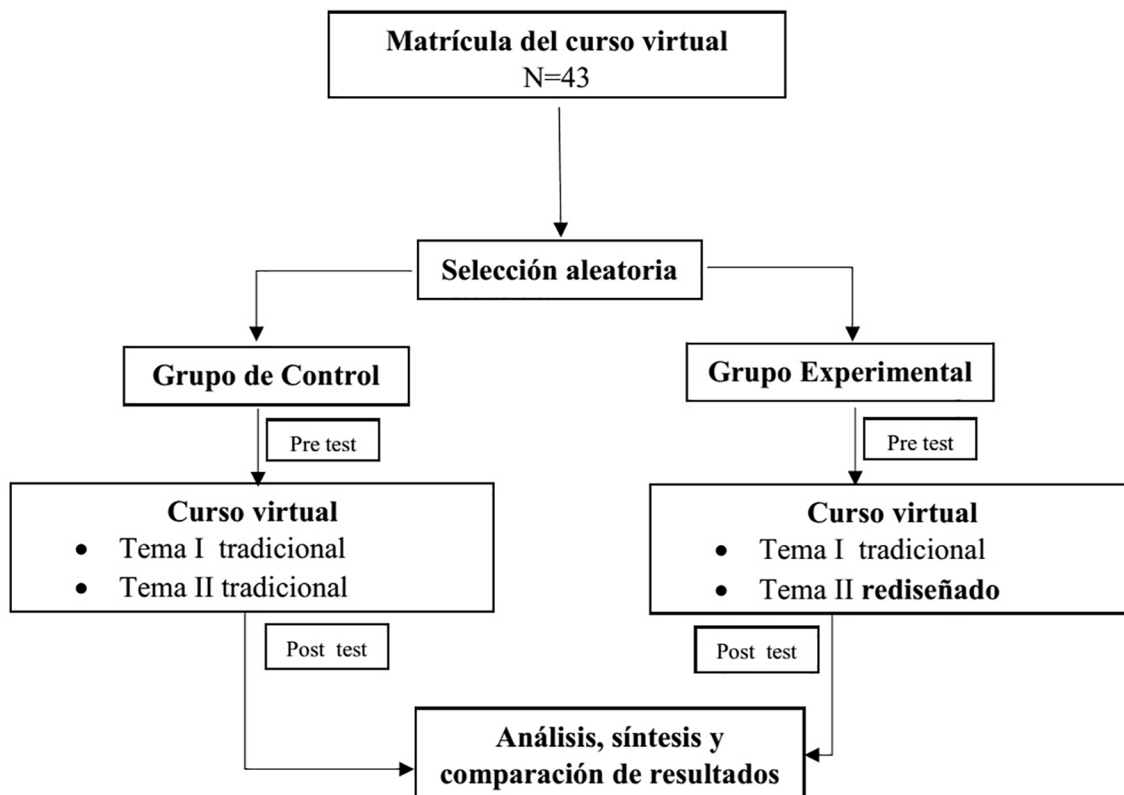 Matrícula del curso virtual
N=43
Selección aleatoria
Grupo de Control
Grupo Experimental
Pre test
Pre test
Curso virtual
• Tema I tradicional
• Tema II tradicional
Curso virtual
• Tema I tradicional
• Tema II rediseñado
Post test
Post test
Análisis, síntesis y
comparación de resultados